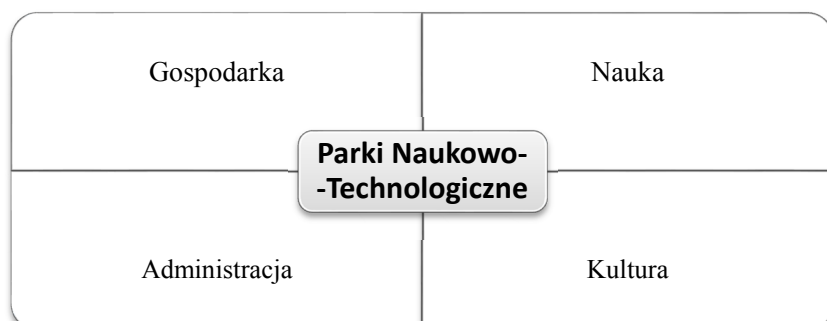 Gospodarka
Nauka
Parki Naukowo-
-Technologiczne
Administracja
Kultura